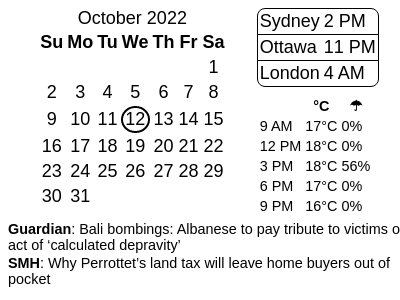 October 2022
Su Mo Tu We Th Fr Sa
1
2 3 4 5 6 7 8
9 10 11 12 13 14 15
16 17 18 19 20 21 22
23 24 25 26 27 28 29
30 31
Sydney 2 PM
Ottawa 11 PM
London 4 AM
°C ☂
9 AM 17°C 0%
12 PM 18°C 0%
3 PM 18°C 56%
6 PM 17°C 0%
9 PM 16°C 0%
Guardian: Bali bombings: Albanese to pay tribute to victims o
act of ‘calculated depravity’
SMH: Why Perrottet’s land tax will leave home buyers out of
pocket